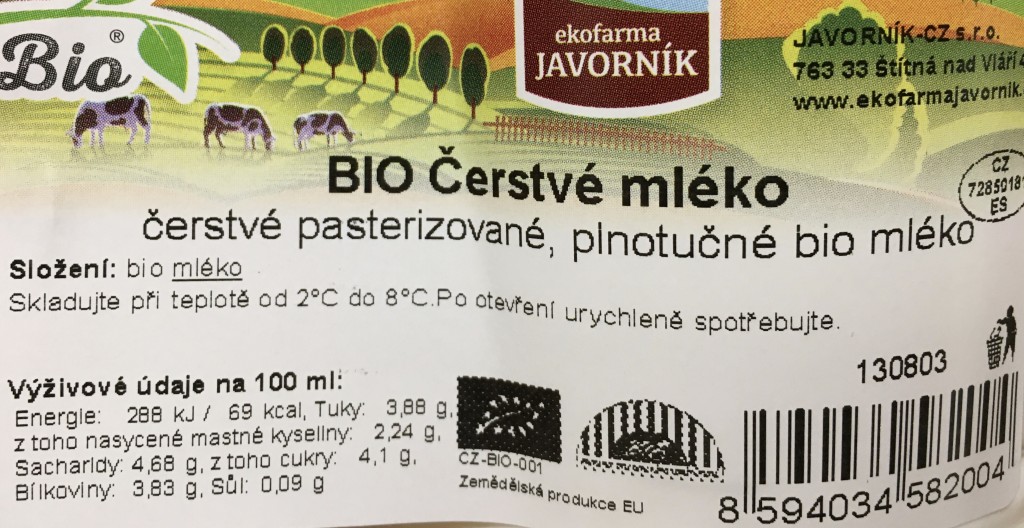 Bio®
ekofarma
JAVORNÍK
JAVORNÍK-CZ s.r.o.
763 33 Štítná nad Vláří
www.ekofarmajavornik.
BIO Čerstvé mléko
CZ
7285018
ES
čerstvé pasterizované, plnotučné bio mléko
Složení: bio mléko
Skladujte při teplotě od 2°C do 8°C.Po otevření urychleně spotřebujte.
130803
Výživové údaje na 100 ml:
Energie: 288 kJ / 69 kcal, Tuky: 3,88 g,
z toho nasycené mastné kyseliny: 2,24 g,
Sacharidy: 4,68 g, z toho cukry: 4,1 g,
Bílkoviny: 3,83 g, Sůl: 0,09 g
CZ-BIO-001
Zemědělská produkce EU
8 594034 582004